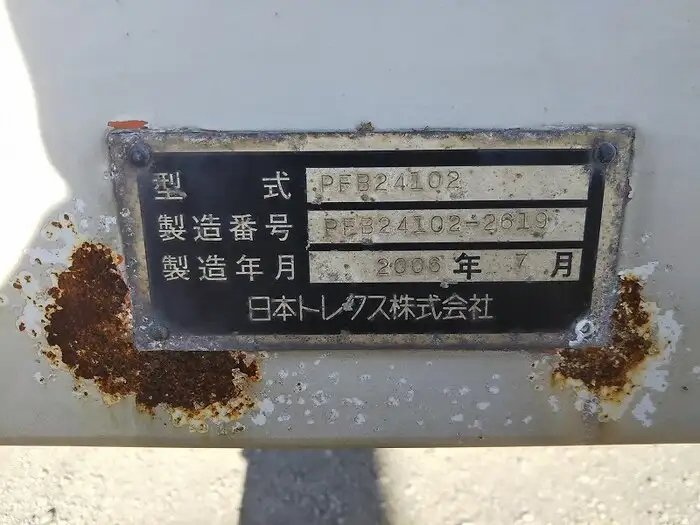 型 式 PFB24102
製造番号 PFB24102-2619
製造年月 2006 年 7 月
日本トレクス株式会社